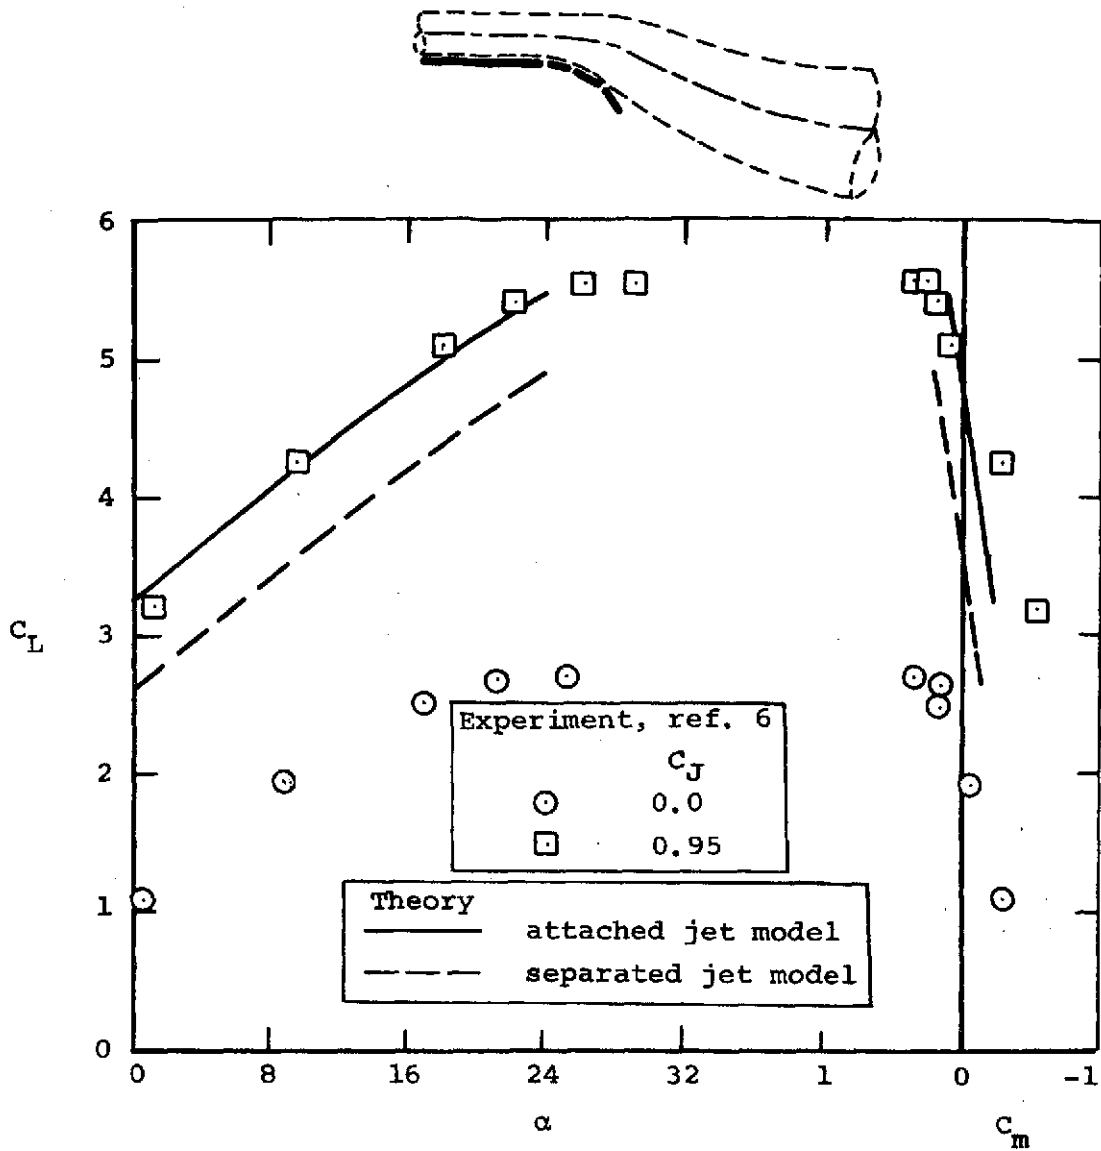 6
5
4
3
2
1
0
C_L
Experiment, ref. 6
C_J
0.0
0.95
Theory
attached jet model
separated jet model
0 8 16 24 32 1 0 -1
α C_m